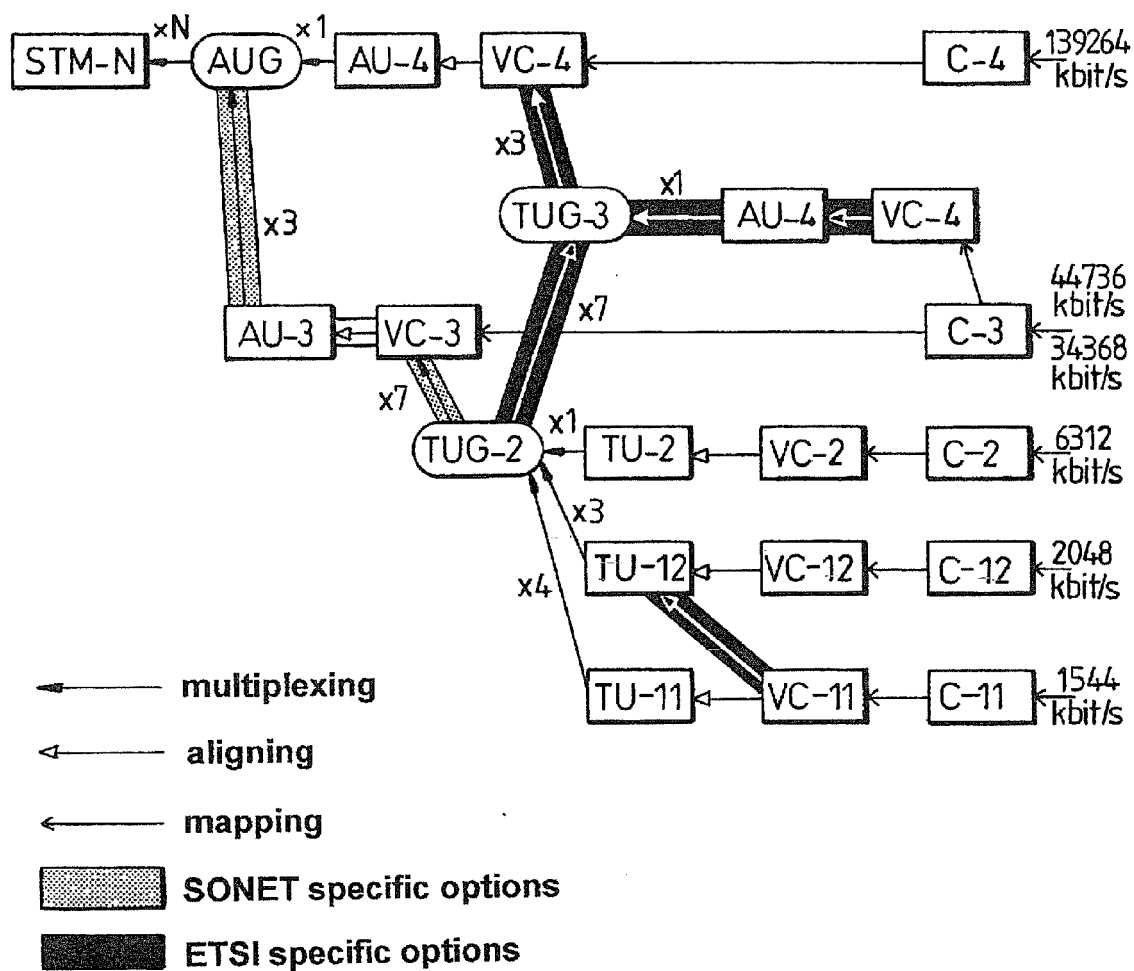 xN
x1
STM-N
AUG
AU-4
VC-4
C-4
139264
kbit/s
x3
x1
TUG-3
AU-4
VC-4
x3
44736
kbit/s
x7
AU-3
VC-3
C-3
34368
kbit/s
x7
x1
TUG-2
TU-2
VC-2
C-2
6312
kbit/s
x3
TU-12
VC-12
C-12
2048
kbit/s
x4
TU-11
VC-11
C-11
1544
kbit/s
multiplexing
aligning
mapping
SONET specific options
ETSI specific options